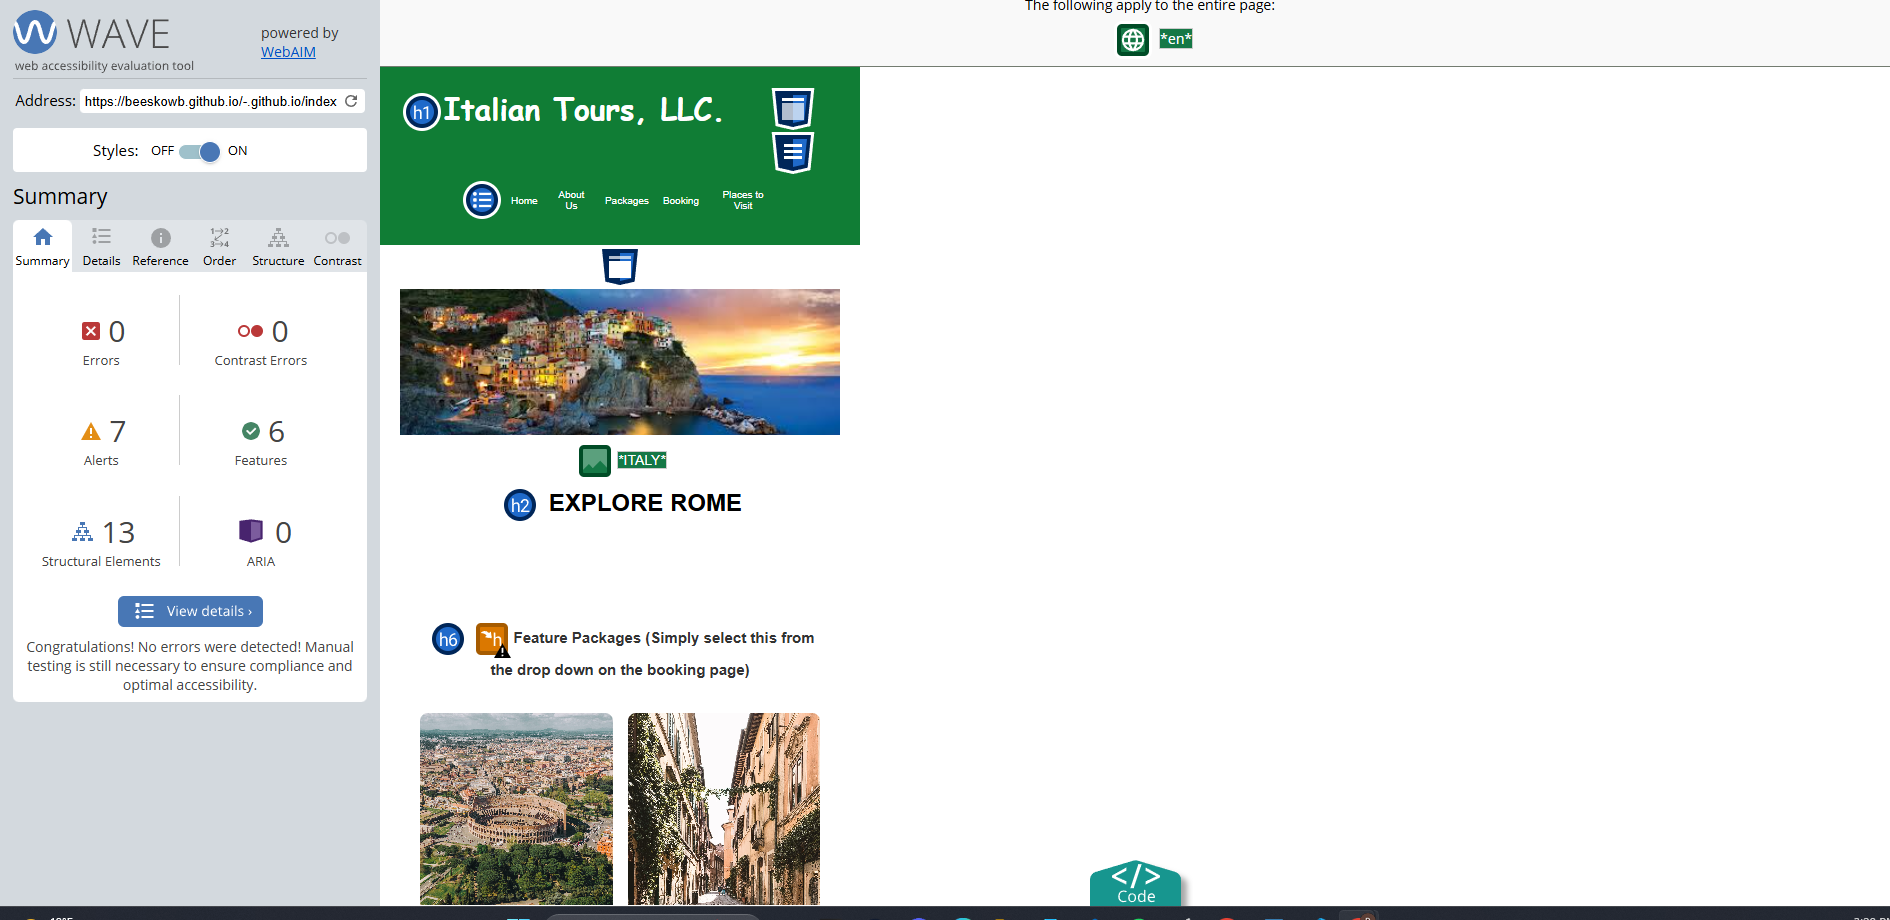 WAVE
powered by
WebAIM
web accessibility evaluation tool
Address: https://beeskowb.github.io/-.github.io/index
Styles: OFF ON
Summary
Summary Details Reference Order Structure Contrast
0 0
Errors Contrast Errors
7 6
Alerts Features
13 0
Structural Elements ARIA
View details ›
Congratulations! No errors were detected! Manual
testing is still necessary to ensure compliance and
optimal accessibility.
The following apply to the entire page:
*en*
h1 Italian Tours, LLC.
Home About Us Packages Booking Places to Visit
*ITALY*
h2 EXPLORE ROME
h6 h Feature Packages (Simply select this from
the drop down on the booking page)
</>
Code